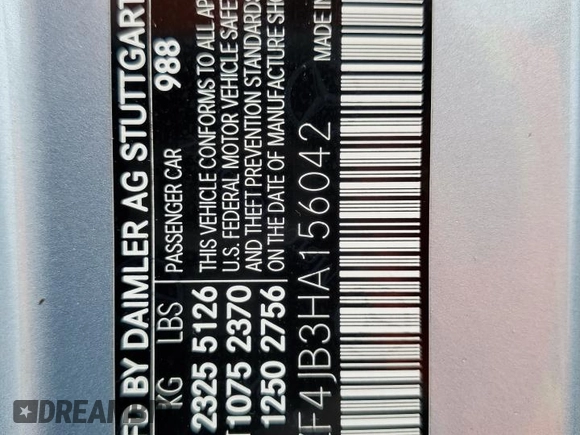 FD BY DAIMLER AG STUTTGART
KG LBS PASSENGER CAR 988
2325 5126 THIS VEHICLE CONFORMS TO ALL AP
U.S. FEDERAL MOTOR VEHICLE SAFE
1075 2370 AND THEFT PREVENTION STANDARDS
1250 2756 ON THE DATE OF MANUFACTURE SHO
F4JB3HA156042 MADE IN
DREAM